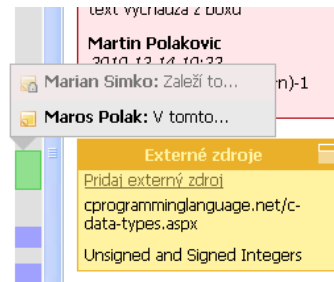 text vychádza z boxu
Martin Polakovic
2010-12-14 10:33
n)-1
Marian Simko: Zaleží to...
Maros Polak: V tomto...
Externé zdroje
Pridaj externý zdroj
cprogramminglanguage.net/c-
data-types.aspx
Unsigned and Signed Integers